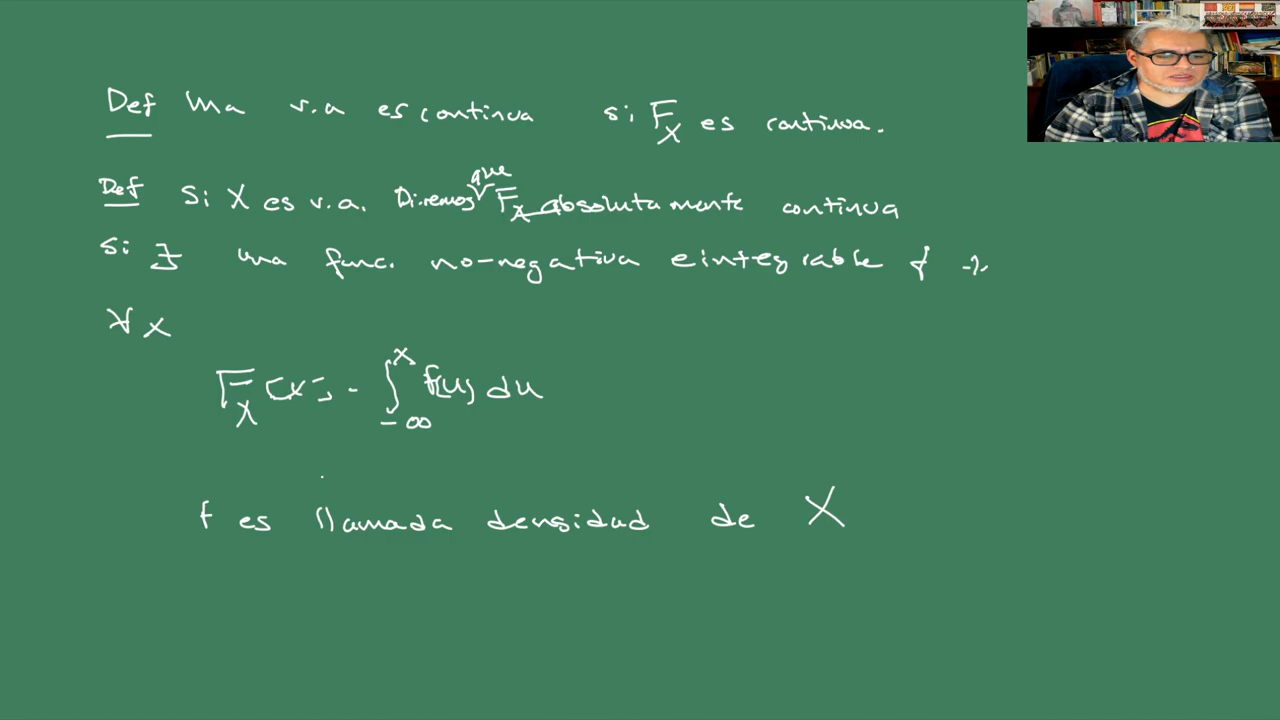 Def una v.a es continua si F_X es continua.
Def Si X es v.a. Diremos que F_X absolutamente continua
si ∃ una func. no-negativa e integrable f
∀ x
F_X(x) = ∫_{-∞}^{x} f(u) du
f es llamada densidad de X